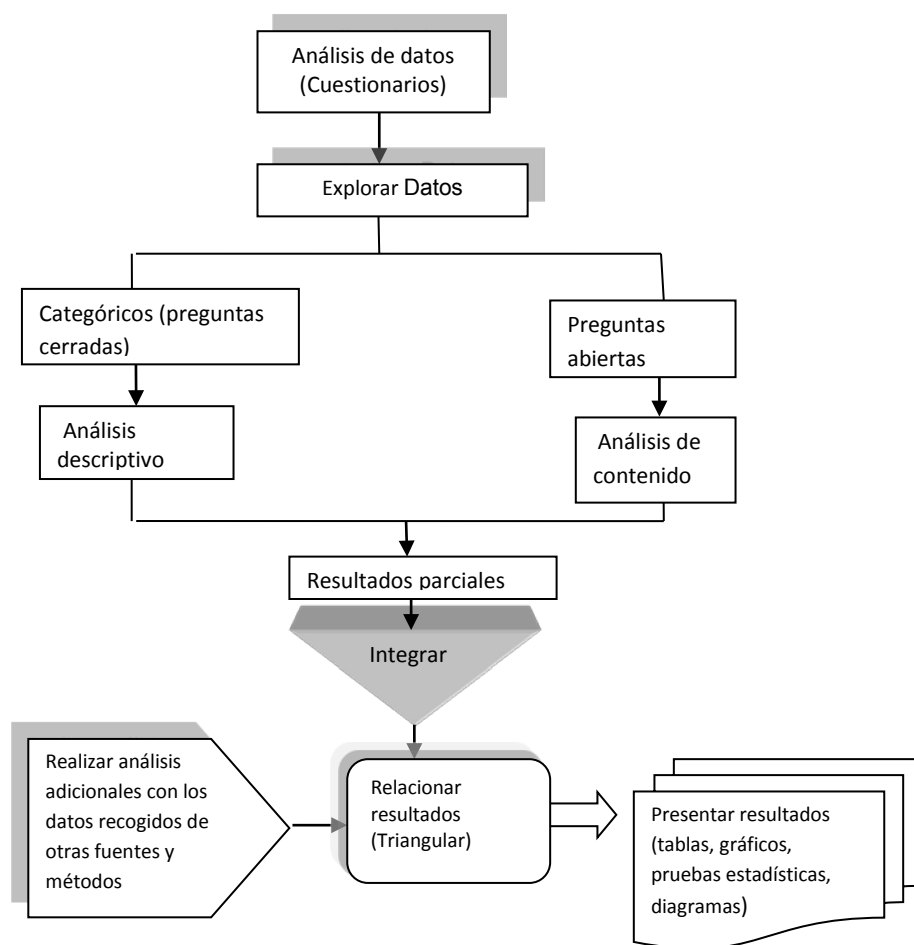 Análisis de datos
(Cuestionarios)
Explorar Datos
Categóricos (preguntas
cerradas)
Preguntas
abiertas
Análisis
descriptivo
Análisis de
contenido
Resultados parciales
Integrar
Realizar análisis
adicionales con los
datos recogidos de
otras fuentes y
métodos
Relacionar
resultados
(Triangular)
Presentar resultados
(tablas, gráficos,
pruebas estadísticas,
diagramas)